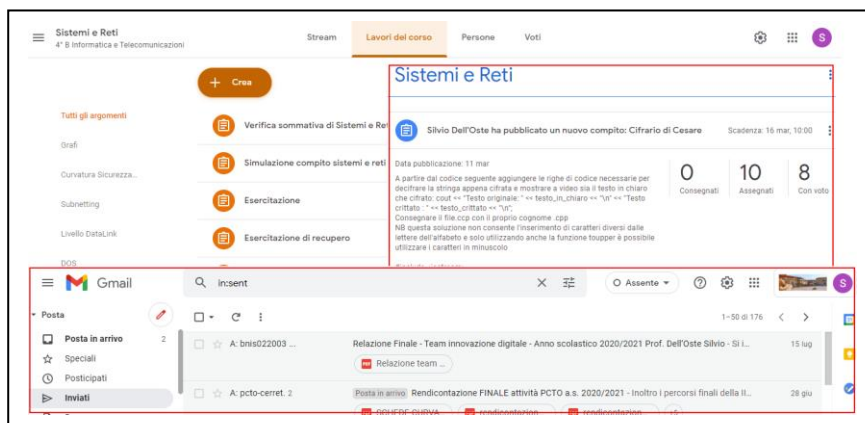 Sistemi e Reti
4° B Informatica e Telecomunicazioni
Stream
Lavori del corso
Persone
Voti
S
+ Crea
Tutti gli argomenti
Grafi
Curvatura Sicurezza...
Subnetting
Livello DataLink
DOS
Verifica sommativa di Sistemi e Ret
Simulazione compito sistemi e reti
Esercitazione
Esercitazione di recupero
Sistemi e Reti
Silvio Dell'Oste ha pubblicato un nuovo compito: Cifrario di Cesare
Scadenza: 16 mar, 10:00
Data pubblicazione: 11 mar
A partire dal codice seguente aggiungere le righe di codice necessarie per
decifrare la stringa appena cifrata e mostrare a video sia il testo in chiaro
che cifrato: cout << "Testo originale: " << testo_in_chiaro << "\n" << "Testo
crittato : " << testo_crittato << "\n";
Consegnare il file.ccp con il proprio cognome .cpp
NB questa soluzione non consente l'inserimento di caratteri diversi dalle
lettere dell'alfabeto e solo utilizzando anche la funzione toupper è possibile
utilizzare i caratteri in minuscolo
0
Consegnati
10
Assegnati
8
Con voto
Gmail
in:sent
Assente
S
Posta
Posta in arrivo 2
Speciali
Posticipati
Inviati
1–50 di 176
A: bnis022003 ...
Relazione Finale - Team innovazione digitale - Anno scolastico 2020/2021 Prof. Dell'Oste Silvio - Si i...
15 lug
PDF Relazione team ...
A: pcto-cerret. 2
Posta in arrivo Rendicontazione FINALE attività PCTO a.s. 2020/2021 - Inoltro i percorsi finali della II...
28 giu
SCHEDE CURVA...
rendicontazion...
rendicontazion...